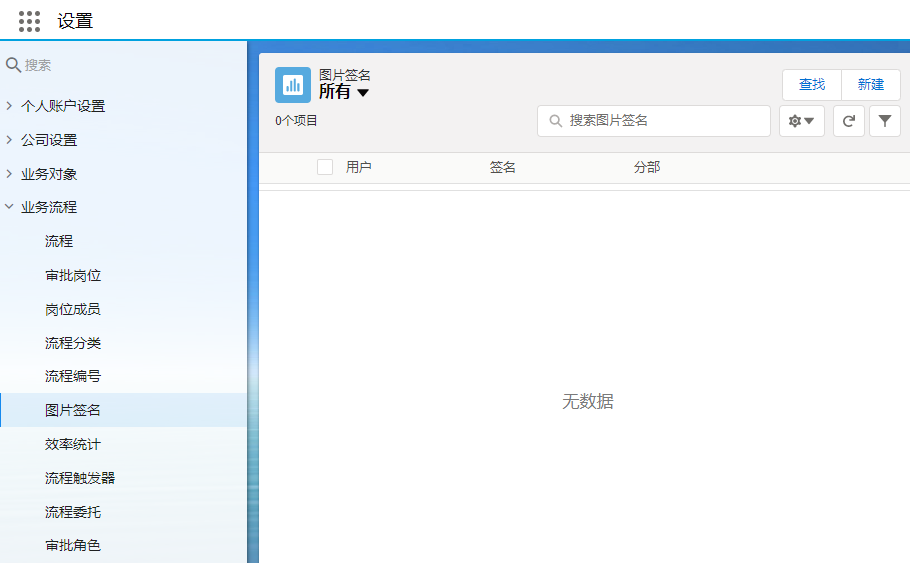 设置
搜索
个人账户设置
公司设置
业务对象
业务流程
流程
审批岗位
岗位成员
流程分类
流程编号
图片签名
效率统计
流程触发器
流程委托
审批角色
图片签名
所有
查找 新建
0个项目
搜索图片签名
用户 签名 分部
无数据